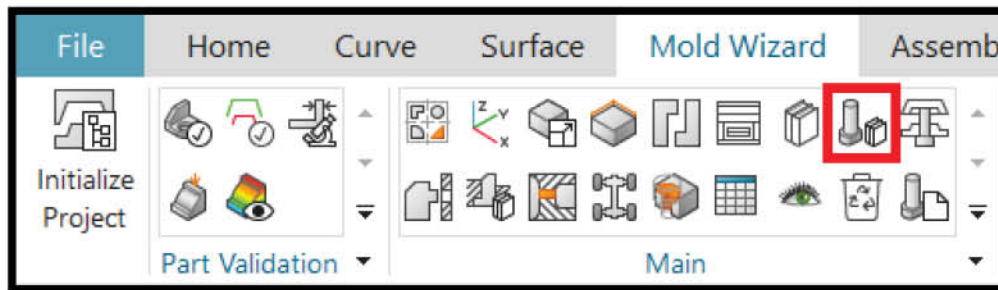 File Home Curve Surface Mold Wizard Assemb
Initialize
Project
Part Validation
Main